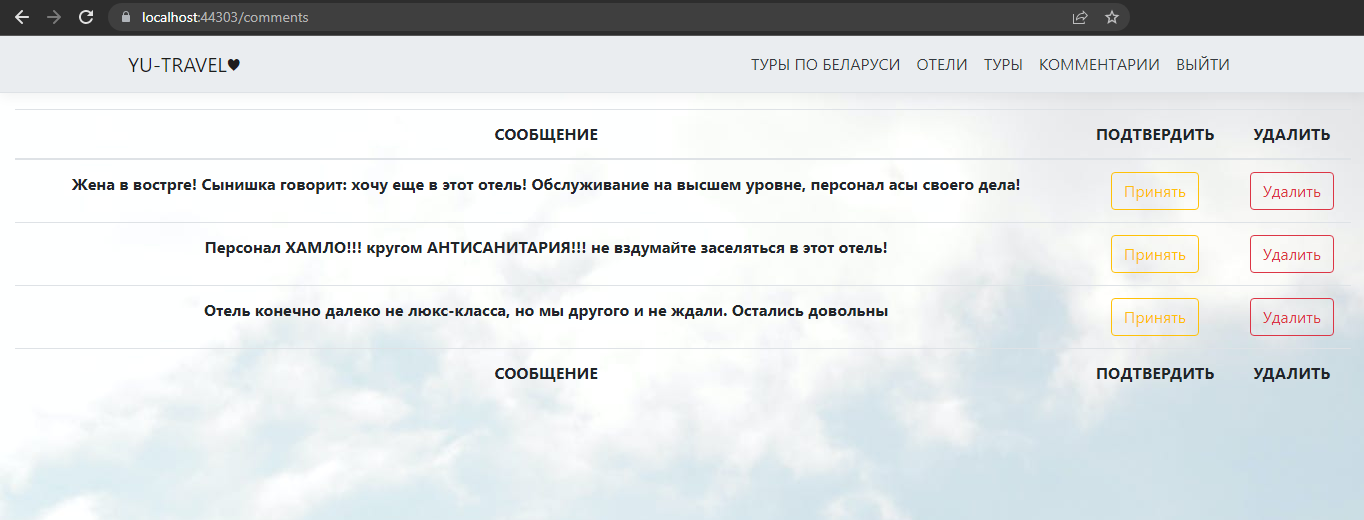 localhost:44303/comments
YU-TRAVEL♥ ТУРЫ ПО БЕЛАРУСИ ОТЕЛИ ТУРЫ КОММЕНТАРИИ ВЫЙТИ
СООБЩЕНИЕ ПОДТВЕРДИТЬ УДАЛИТЬ
Жена в вострге! Сынишка говорит: хочу еще в этот отель! Обслуживание на высшем уровне, персонал асы своего дела! Принять Удалить
Персонал ХАМЛО!!! кругом АНТИСАНИТАРИЯ!!! не вздумайте заселяться в этот отель! Принять Удалить
Отель конечно далеко не люкс-класса, но мы другого и не ждали. Остались довольны Принять Удалить
СООБЩЕНИЕ ПОДТВЕРДИТЬ УДАЛИТЬ